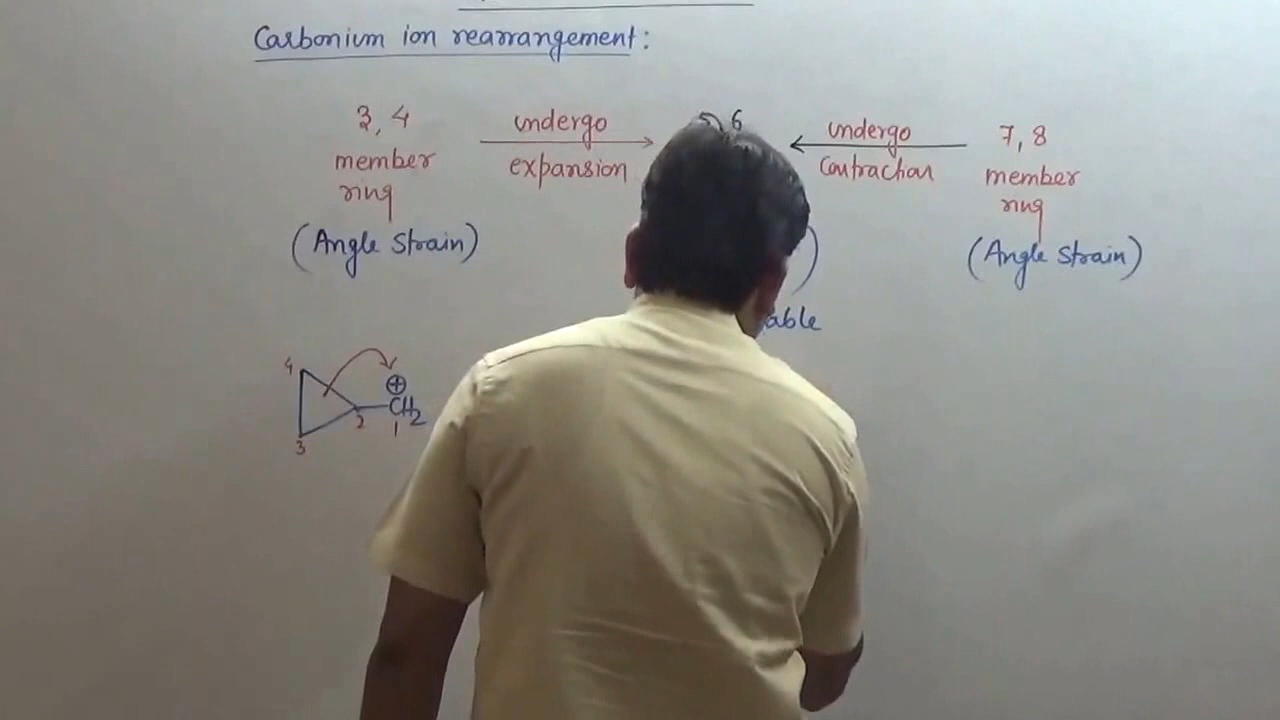 Carbonium ion rearrangement:
3, 4
member
ring
(Angle Strain)
undergo
expansion
5, 6
)
able
undergo
Contraction
7, 8
member
ring
(Angle Strain)
4
⊕
CH2
2
1
3